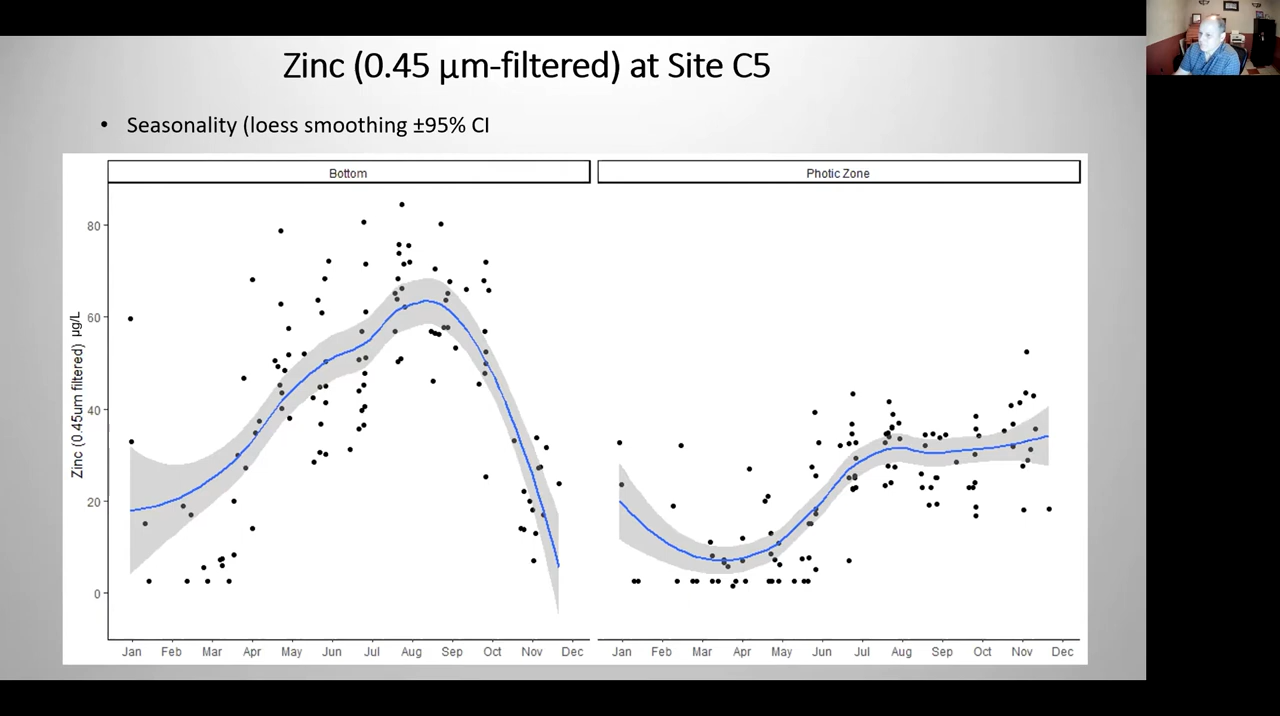 Zinc (0.45 µm-filtered) at Site C5
• Seasonality (loess smoothing ±95% CI
Bottom
Photic Zone
Zinc (0.45um filtered) µg/L
80
60
40
20
0
Jan Feb Mar Apr May Jun Jul Aug Sep Oct Nov Dec
Jan Feb Mar Apr May Jun Jul Aug Sep Oct Nov Dec